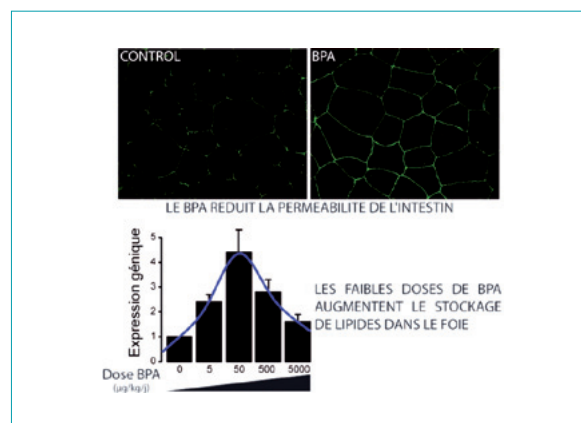 CONTROL
BPA
LE BPA REDUIT LA PERMEABILITE DE L'INTESTIN
Expression génique
5
4
3
2
1
0
LES FAIBLES DOSES DE BPA
AUGMENTENT LE STOCKAGE
DE LIPIDES DANS LE FOIE
0 5 50 500 5000
Dose BPA
(µg/kg/j)